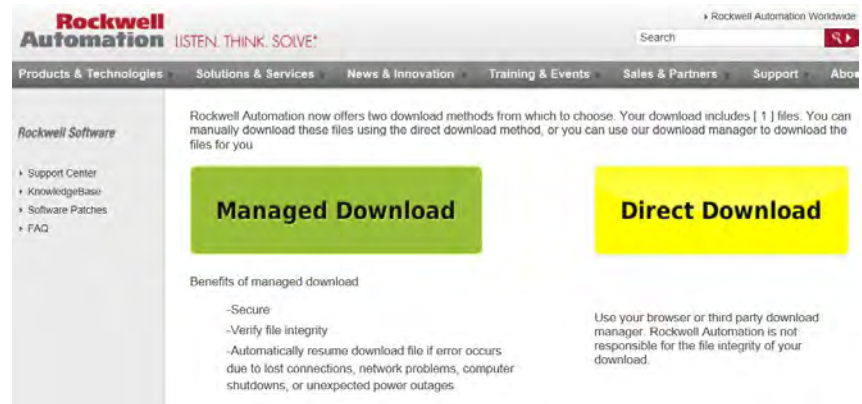 Rockwell Automation
LISTEN. THINK. SOLVE.®
Rockwell Automation Worldwide
Search
Products & Technologies
Solutions & Services
News & Innovation
Training & Events
Sales & Partners
Support
Abo
Rockwell Software
Support Center
KnowledgeBase
Software Patches
FAQ
Rockwell Automation now offers two download methods from which to choose. Your download includes [ 1 ] files. You can
manually download these files using the direct download method, or you can use our download manager to download the
files for you
Managed Download
Direct Download
Benefits of managed download
-Secure
-Verify file integrity
-Automatically resume download file if error occurs
due to lost connections, network problems, computer
shutdowns, or unexpected power outages
Use your browser or third party download
manager. Rockwell Automation is not
responsible for the file integrity of your
download.